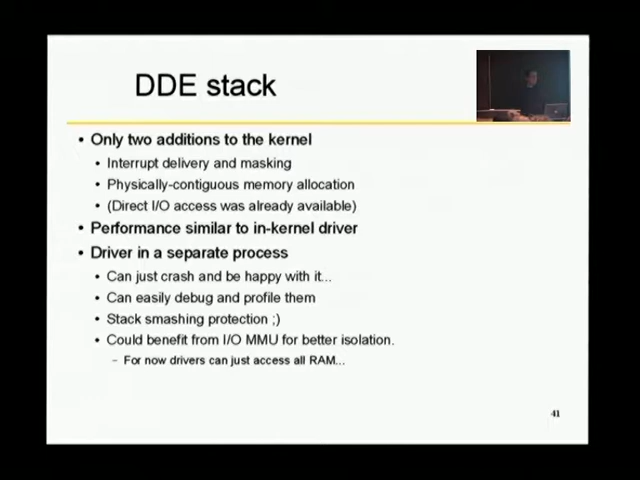 DDE stack
• Only two additions to the kernel
• Interrupt delivery and masking
• Physically-contiguous memory allocation
• (Direct I/O access was already available)
• Performance similar to in-kernel driver
• Driver in a separate process
• Can just crash and be happy with it...
• Can easily debug and profile them
• Stack smashing protection ;)
• Could benefit from I/O MMU for better isolation.
– For now drivers can just access all RAM...
41